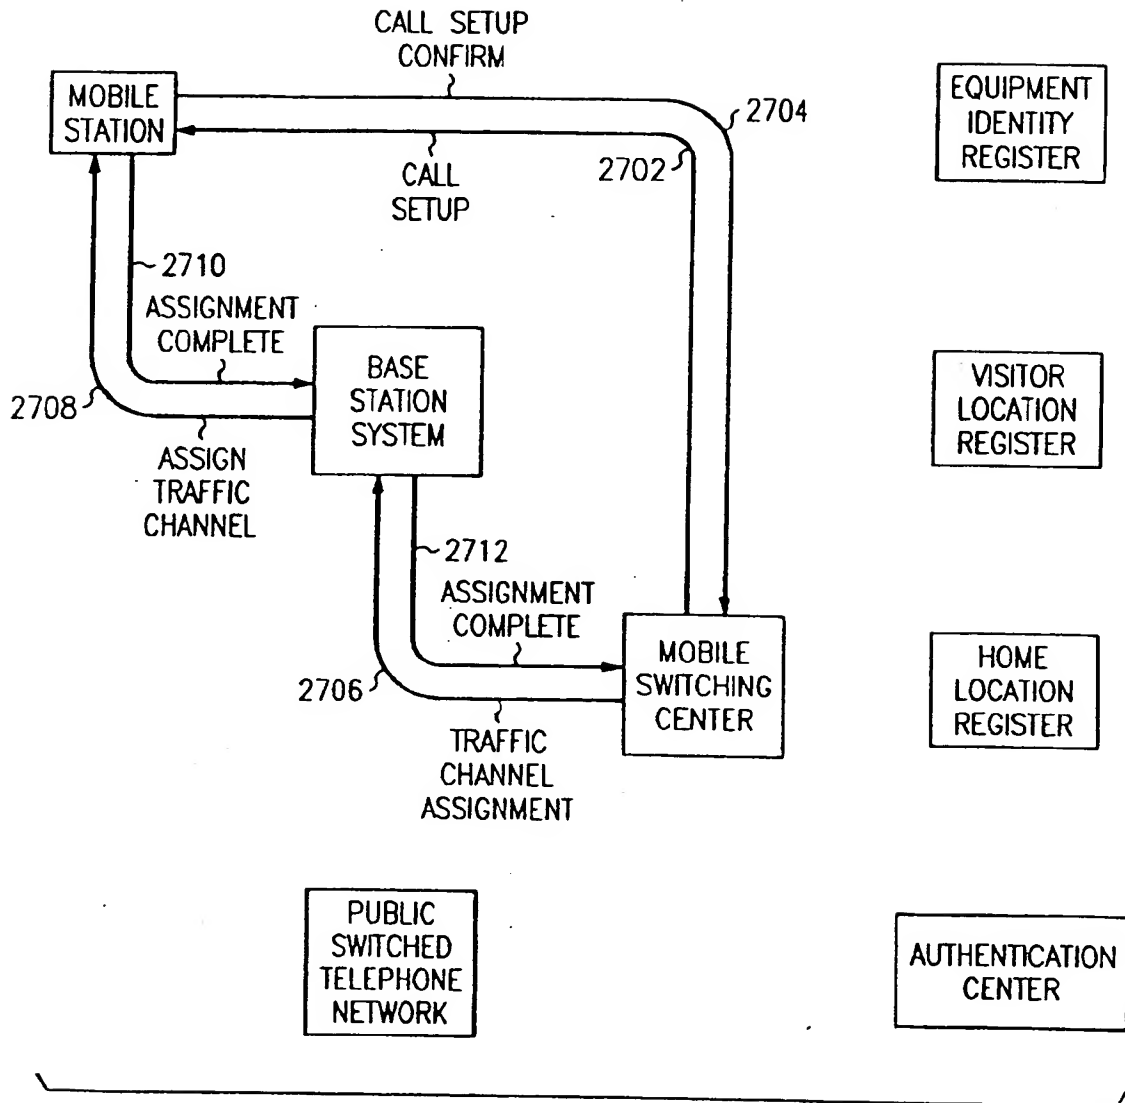 CALL SETUP
CONFIRM
MOBILE
STATION
2704
EQUIPMENT
IDENTITY
REGISTER
2702
CALL
SETUP
2710
ASSIGNMENT
COMPLETE
BASE
STATION
SYSTEM
VISITOR
LOCATION
REGISTER
2708
ASSIGN
TRAFFIC
CHANNEL
2712
ASSIGNMENT
COMPLETE
MOBILE
SWITCHING
CENTER
HOME
LOCATION
REGISTER
2706
TRAFFIC
CHANNEL
ASSIGNMENT
PUBLIC
SWITCHED
TELEPHONE
NETWORK
AUTHENTICATION
CENTER